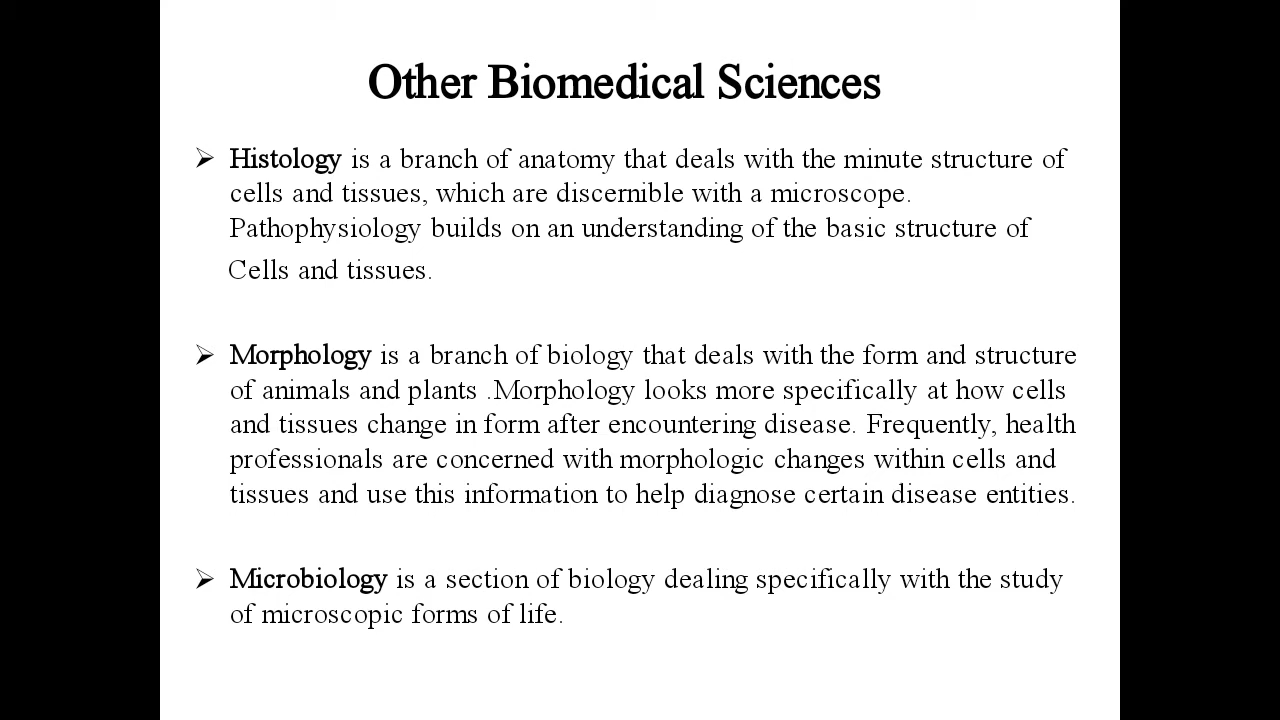 Other Biomedical Sciences
➢ Histology is a branch of anatomy that deals with the minute structure of
cells and tissues, which are discernible with a microscope.
Pathophysiology builds on an understanding of the basic structure of
Cells and tissues.
➢ Morphology is a branch of biology that deals with the form and structure
of animals and plants .Morphology looks more specifically at how cells
and tissues change in form after encountering disease. Frequently, health
professionals are concerned with morphologic changes within cells and
tissues and use this information to help diagnose certain disease entities.
➢ Microbiology is a section of biology dealing specifically with the study
of microscopic forms of life.